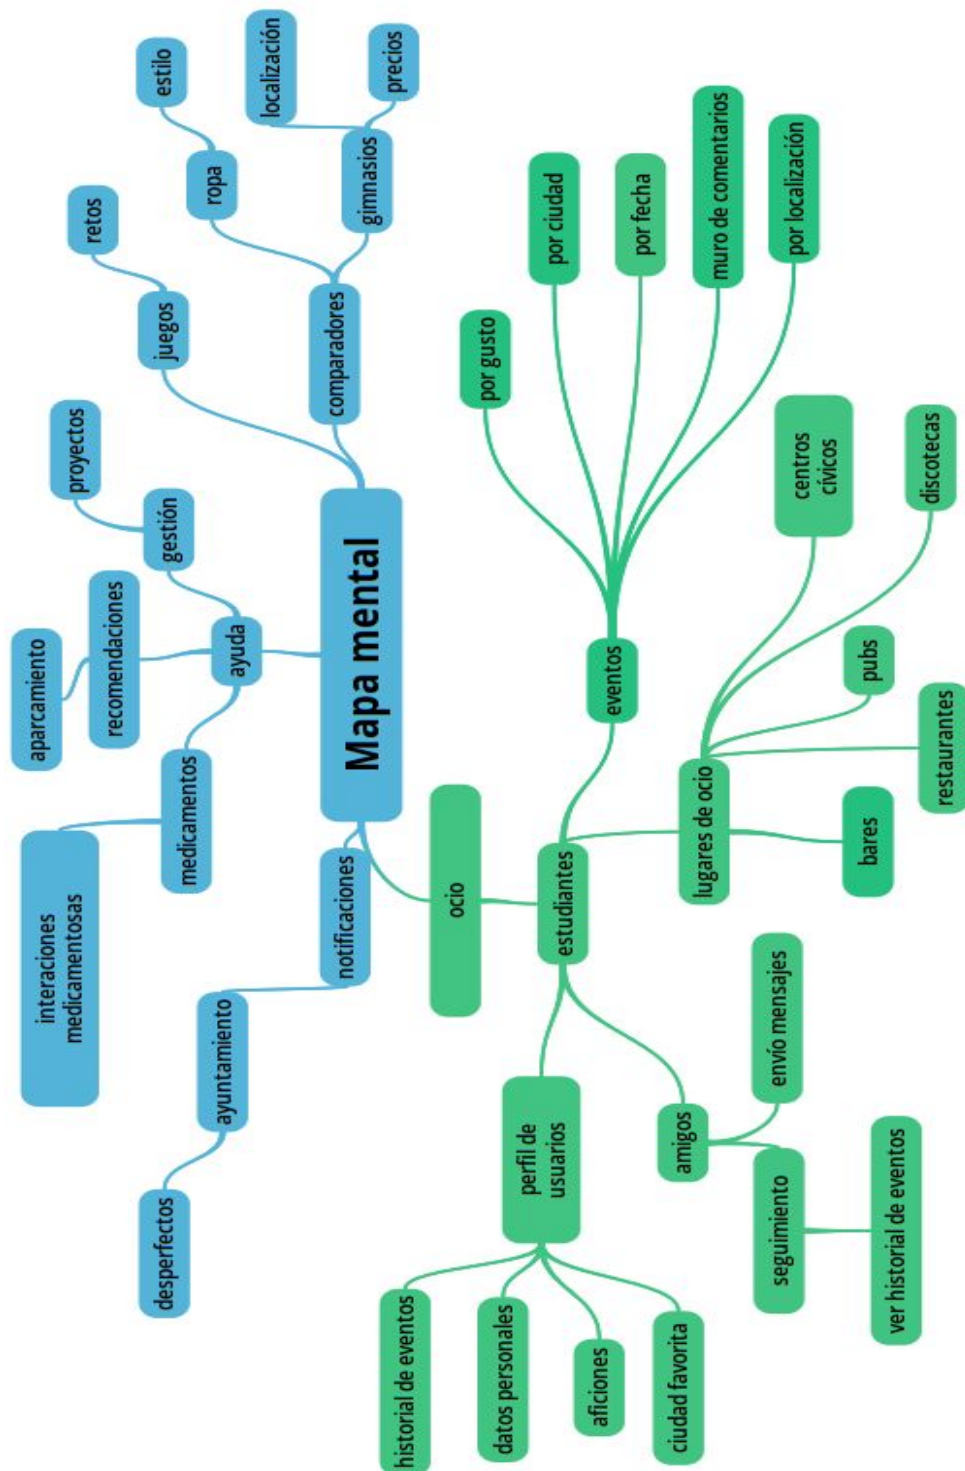 interaciones
medicamentosas
aparcamiento
proyectos
retos
recomendaciones
desperfectos
medicamentos
gestión
juegos
estilo
ayuntamiento
ayuda
ropa
localización
notificaciones
comparadores
gimnasios
precios
Mapa mental
historial de eventos
ocio
datos personales
por gusto
perfil de
usuarios
estudiantes
por ciudad
aficiones
eventos
por fecha
ciudad favorita
amigos
lugares de ocio
muro de comentarios
seguimiento
envío mensajes
por localización
centros
cívicos
ver historial de eventos
bares
pubs
restaurantes
discotecas